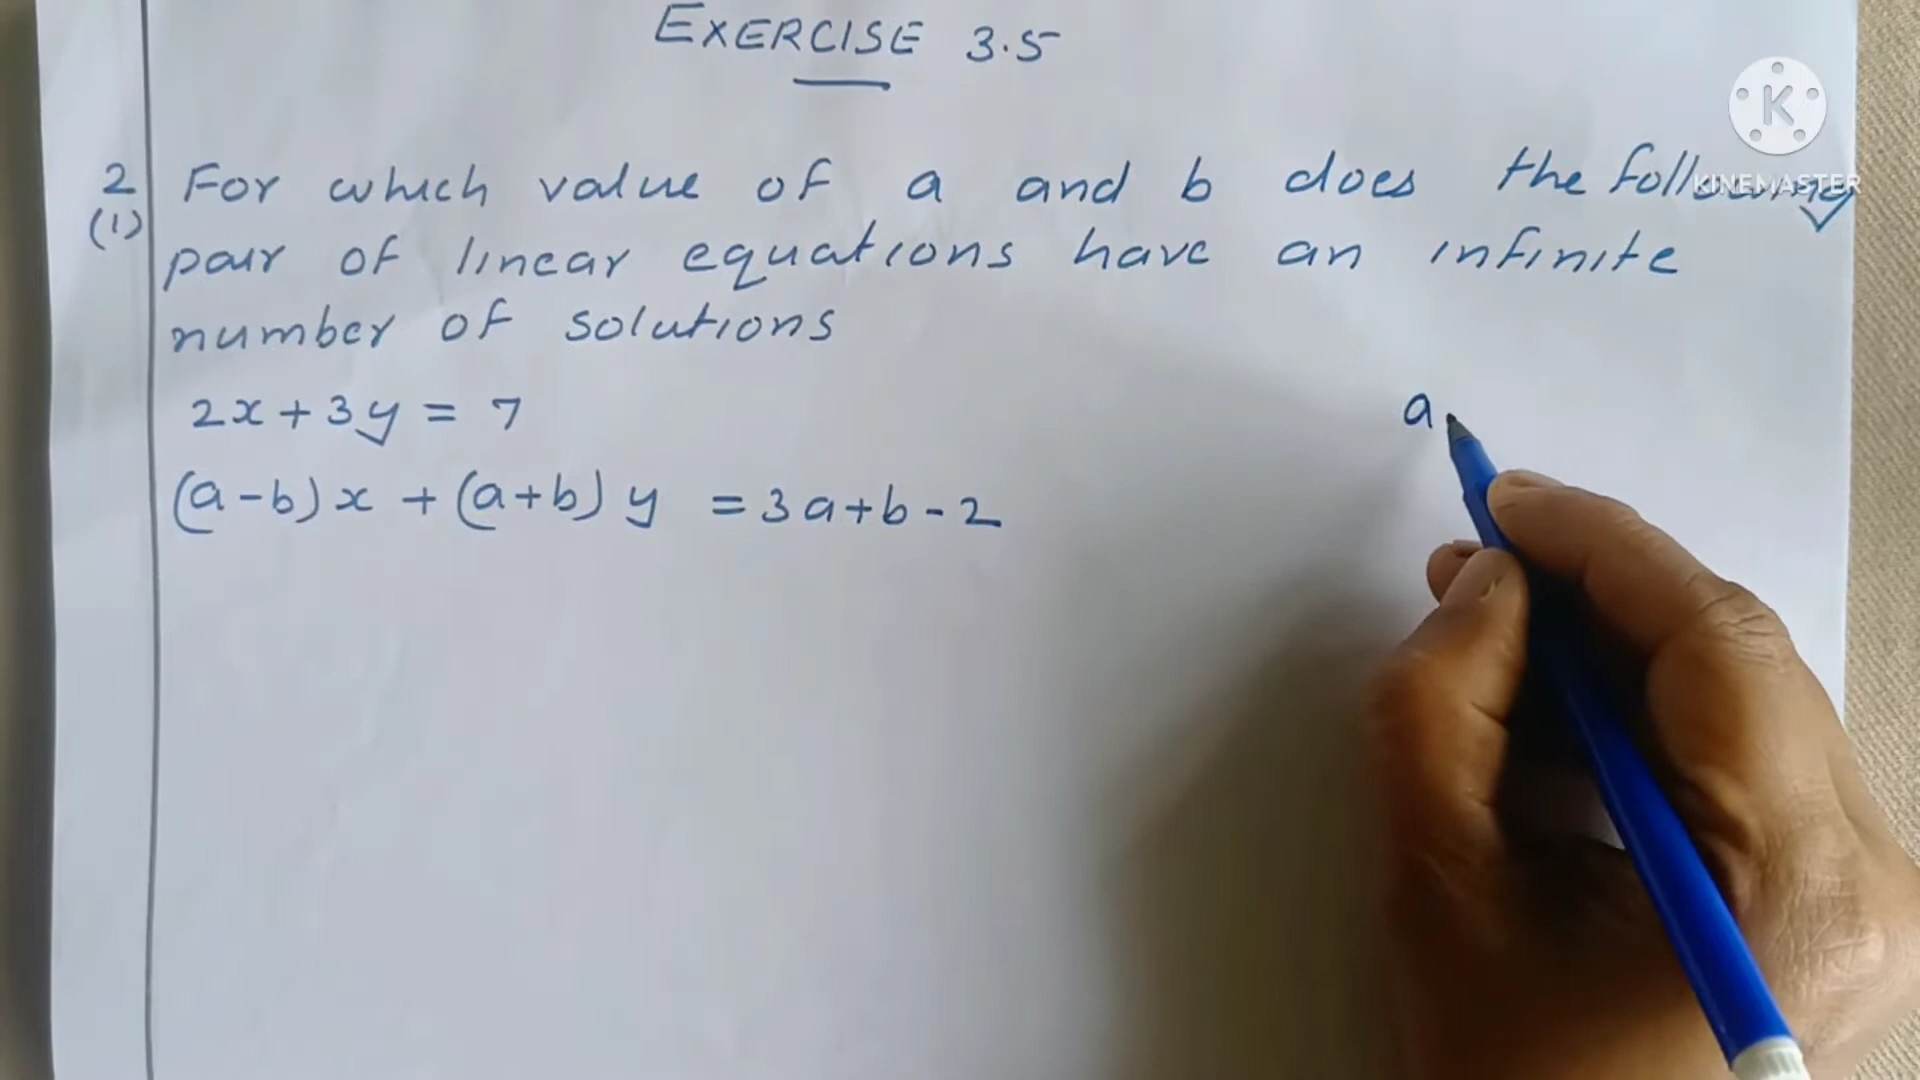 EXERCISE 3.5
K
2 For which value of a and b does the following
KINEMASTER
(1) pair of linear equations have an infinite
number of solutions
2x + 3y = 7
a
(a-b)x + (a+b) y = 3a+b-2